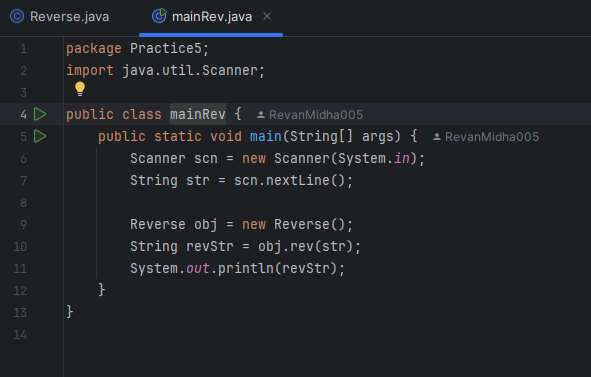 Reverse.java mainRev.java ×
1 package Practice5;
2 import java.util.Scanner;
3
4 public class mainRev { RevanMidha005
5 public static void main(String[] args) { RevanMidha005
6 Scanner scn = new Scanner(System.in);
7 String str = scn.nextLine();
8
9 Reverse obj = new Reverse();
10 String revStr = obj.rev(str);
11 System.out.println(revStr);
12 }
13 }
14